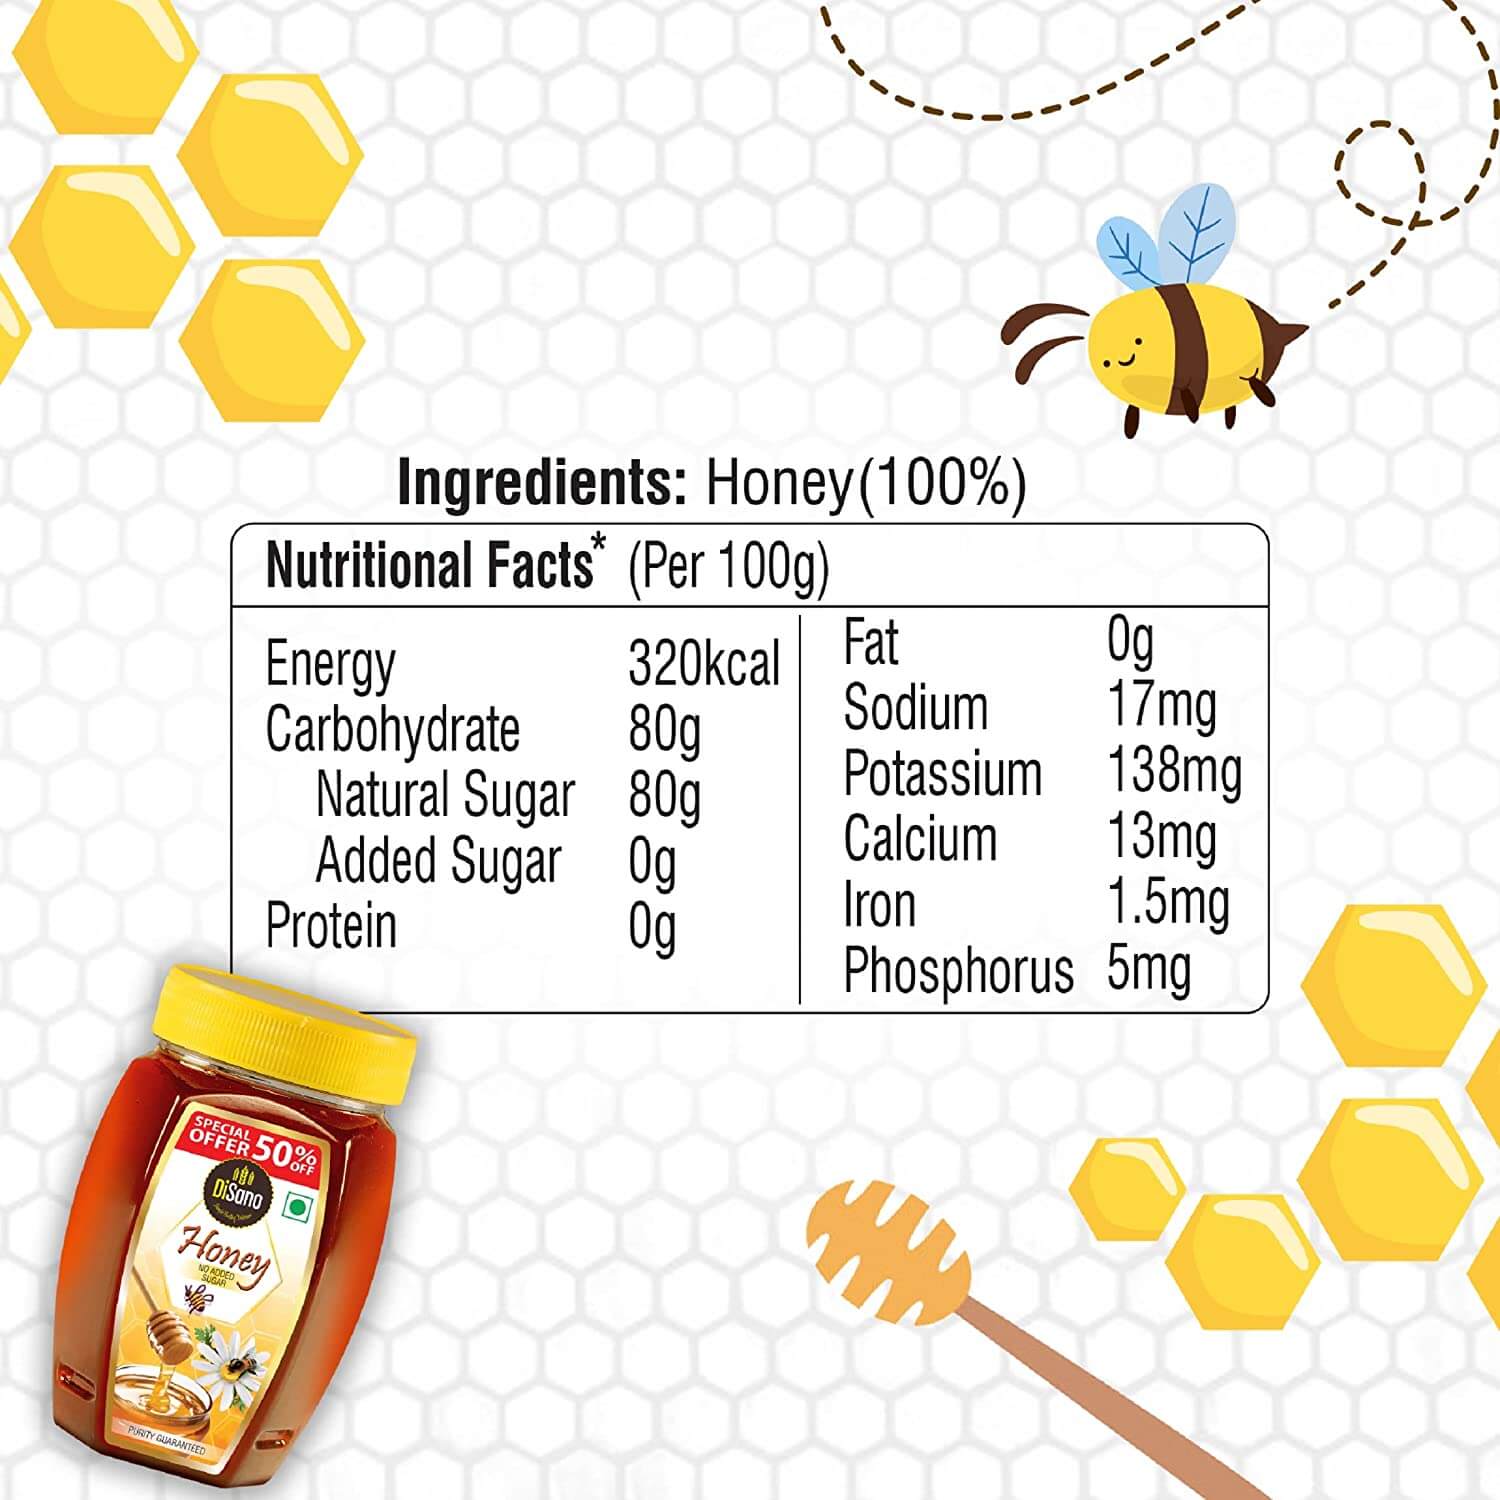 Ingredients: Honey(100%)
Nutritional Facts* (Per 100g)
Energy 320kcal
Carbohydrate 80g
Natural Sugar 80g
Added Sugar 0g
Protein 0g
Fat 0g
Sodium 17mg
Potassium 138mg
Calcium 13mg
Iron 1.5mg
Phosphorus 5mg
SPECIAL
OFFER 50%
OFF
DiSano
Honey
NO ADDED
SUGAR
PURITY GUARANTEED